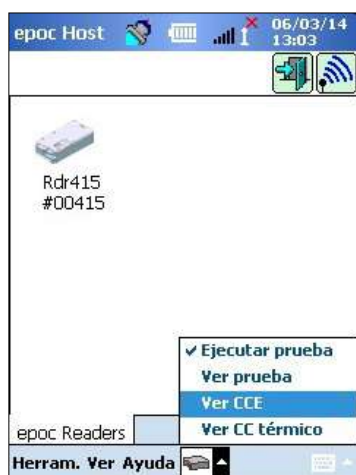 epoc Host 06/03/14
13:03
Rdr415
#00415
✓ Ejecutar prueba
Ver prueba
Ver CCE
Ver CC térmico
epoc Readers
Herram. Ver Ayuda